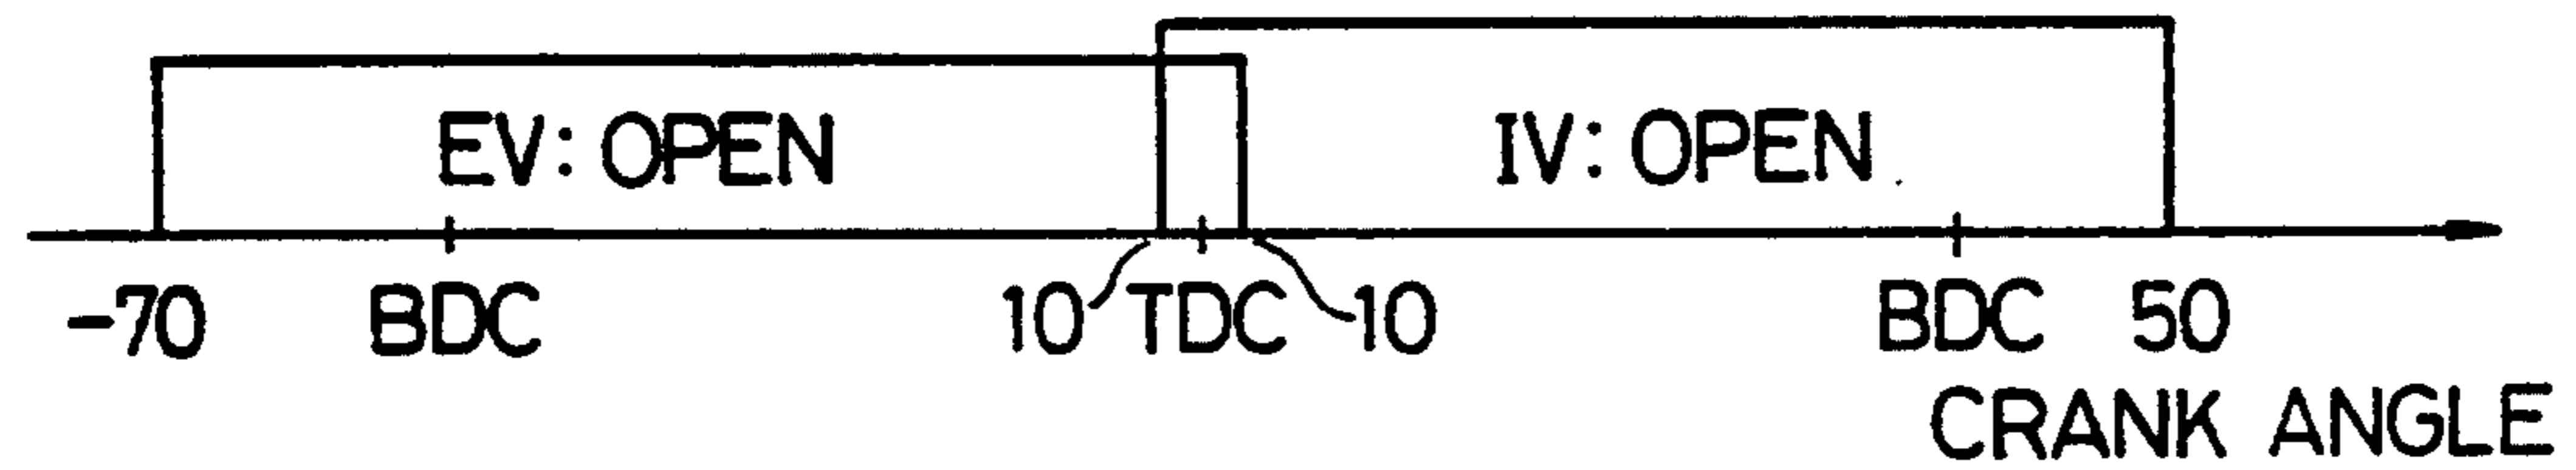 EV: OPEN IV: OPEN
-70 BDC 10 TDC 10 BDC 50
CRANK ANGLE